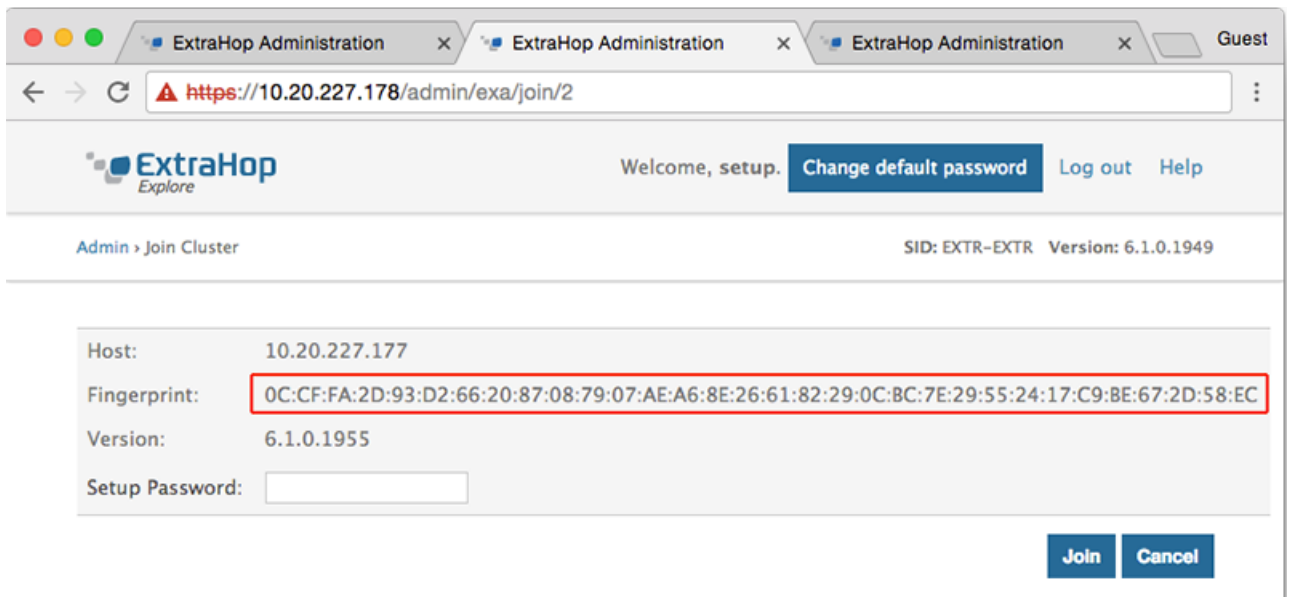 ExtraHop Administration ExtraHop Administration ExtraHop Administration Guest
https://10.20.227.178/admin/exa/join/2
ExtraHop
Explore
Welcome, setup. Change default password Log out Help
Admin › Join Cluster SID: EXTR-EXTR Version: 6.1.0.1949
Host: 10.20.227.177
Fingerprint: 0C:CF:FA:2D:93:D2:66:20:87:08:79:07:AE:A6:8E:26:61:82:29:0C:BC:7E:29:55:24:17:C9:BE:67:2D:58:EC
Version: 6.1.0.1955
Setup Password:
Join Cancel